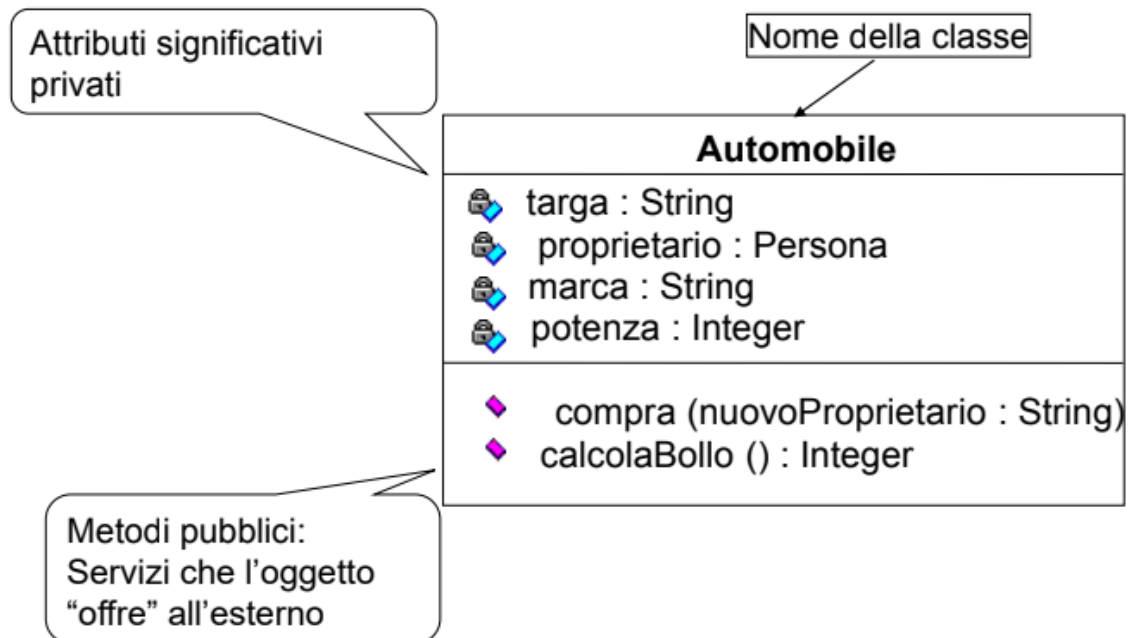 Attributi significativi
privati
Nome della classe
Automobile
targa : String
proprietario : Persona
marca : String
potenza : Integer
compra (nuovoProprietario : String)
calcolaBollo () : Integer
Metodi pubblici:
Servizi che l’oggetto
“offre” all’esterno